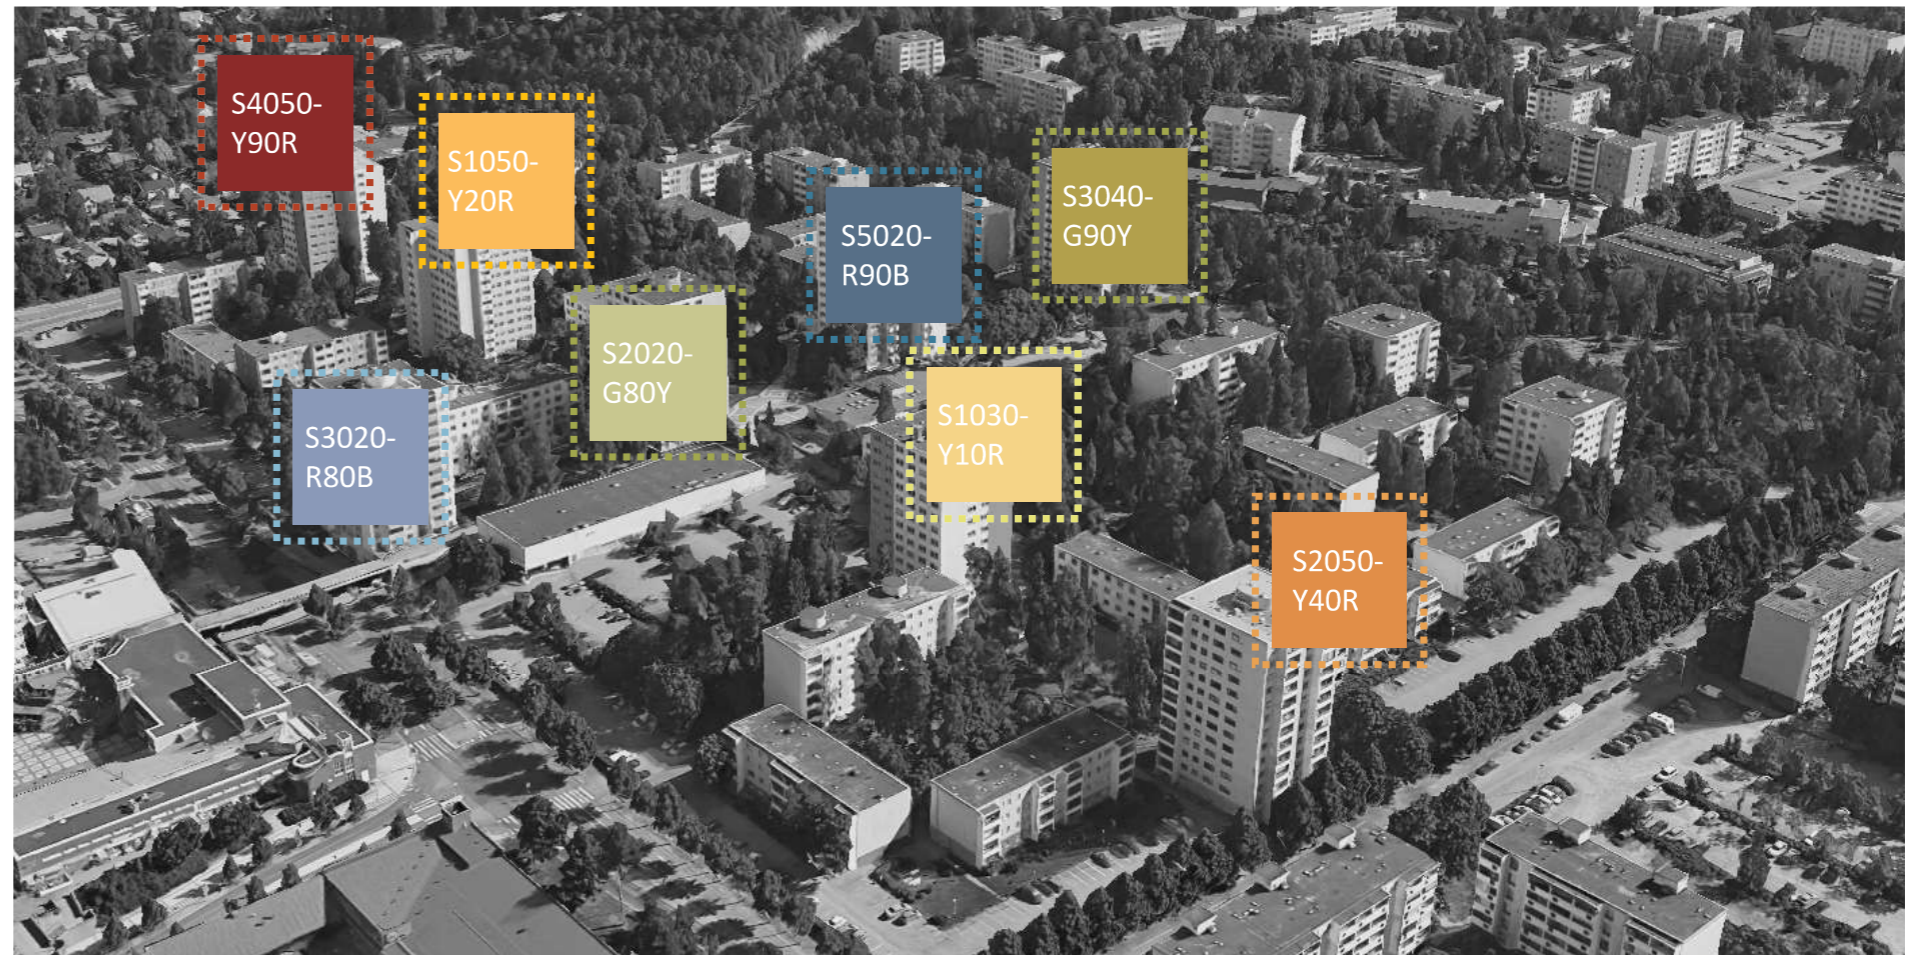 S4050-
Y90R
S1050-
Y20R
S3040-
G90Y
S5020-
R90B
S2020-
G80Y
S1030-
Y10R
S3020-
R80B
S2050-
Y40R